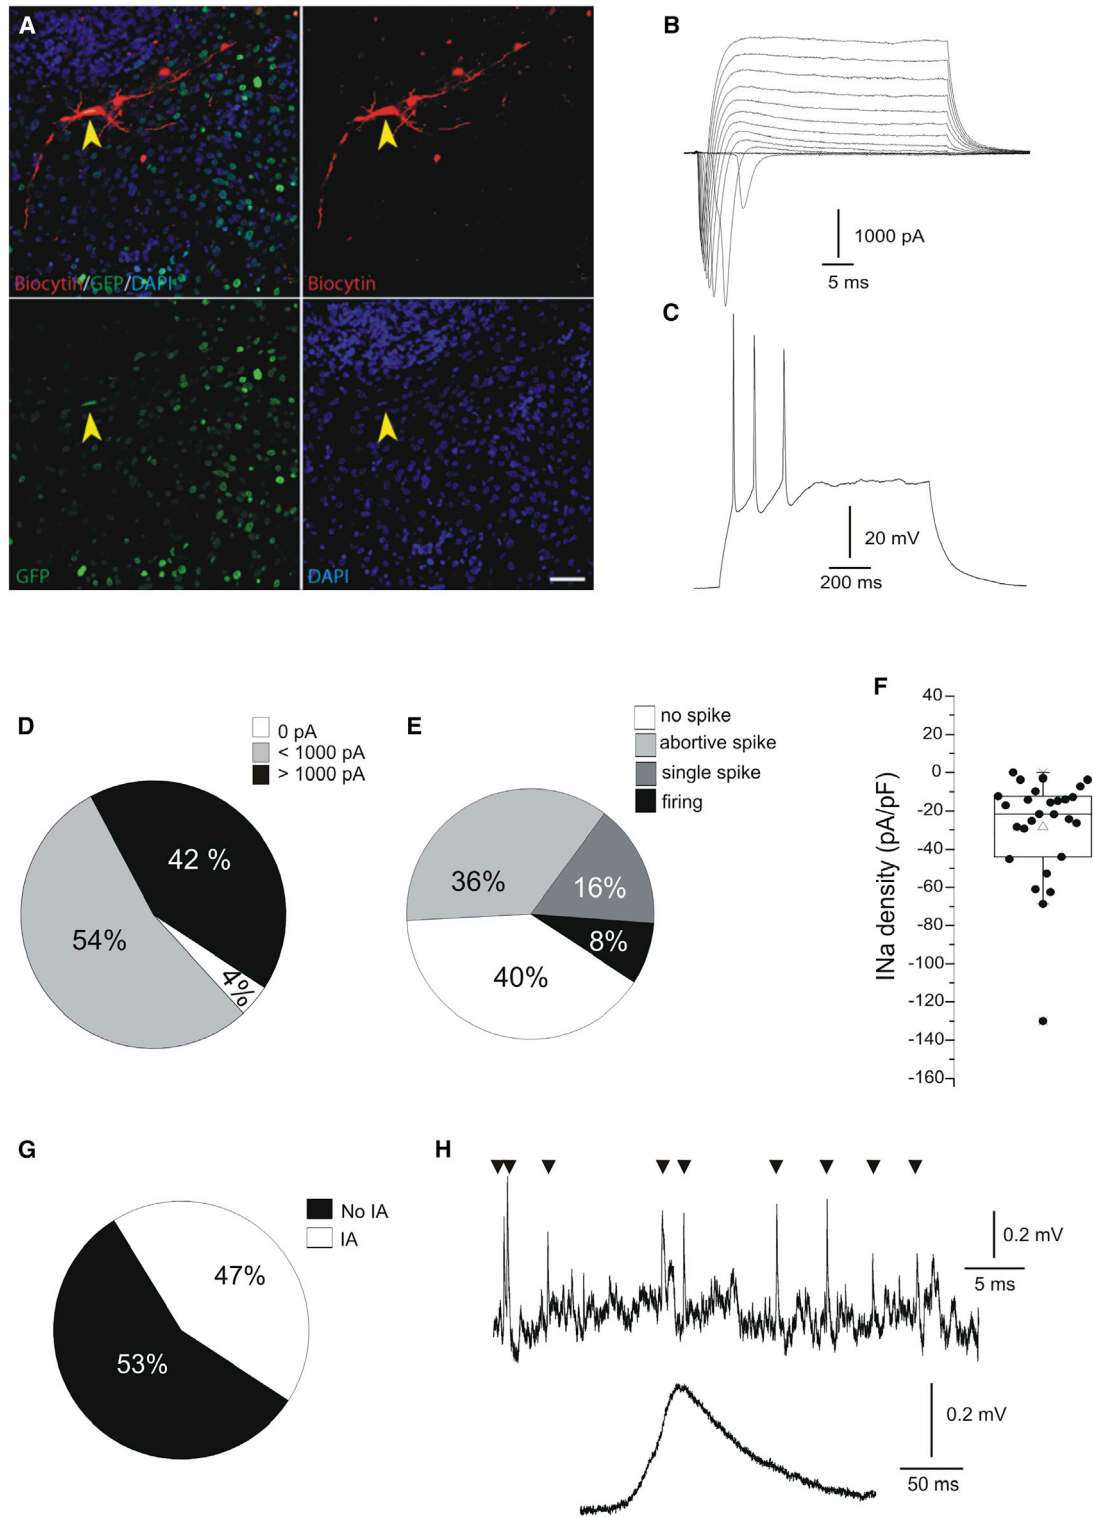 A
Biocytin/GFP/DAPI
Biocytin
GFP
DAPI
B
1000 pA
5 ms
C
20 mV
200 ms
D
0 pA
< 1000 pA
> 1000 pA
42 %
54%
4%
E
no spike
abortive spike
single spike
firing
36%
16%
8%
40%
F
INa density (pA/pF)
40
20
0
-20
-40
-60
-80
-100
-120
-140
-160
G
No IA
IA
47%
53%
H
0.2 mV
5 ms
0.2 mV
50 ms